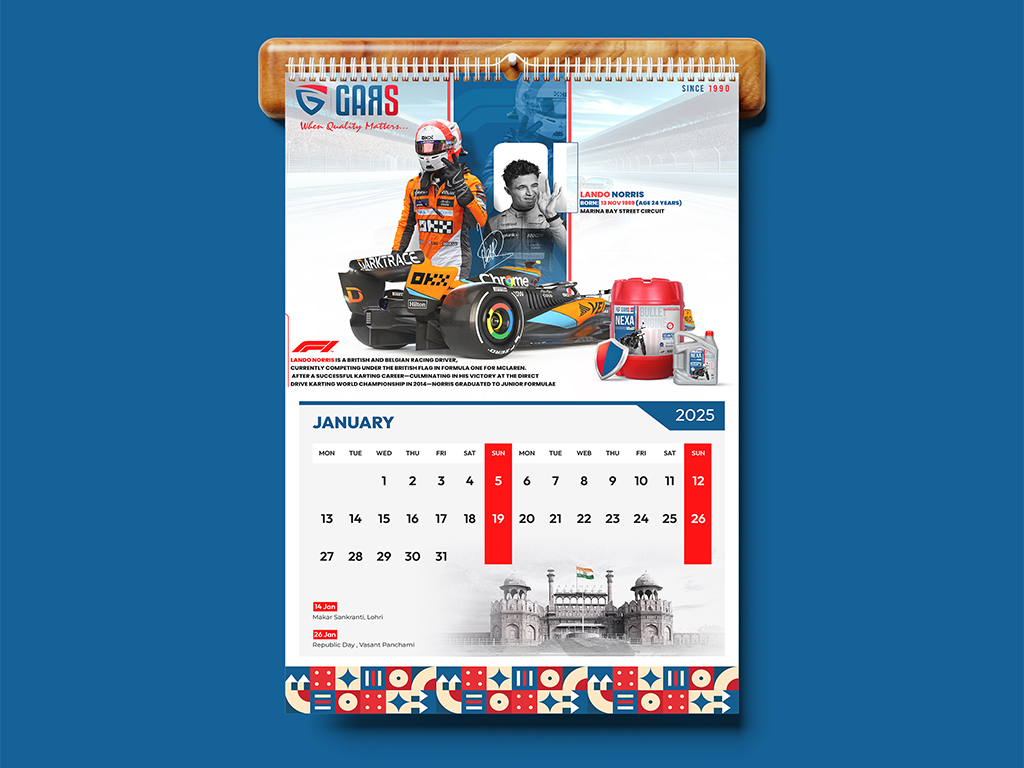 GARS
SINCE 1990
When Quality Matters...
LANDO NORRIS
BORN: 13 NOV 1989 (AGE 24 YEARS)
MARINA BAY STREET CIRCUIT
DARKTRACE
OKX
Chrome
Hilton
GARS
NEXA
BULLET
F1
LANDO NORRIS IS A BRITISH AND BELGIAN RACING DRIVER,
CURRENTLY COMPETING UNDER THE BRITISH FLAG IN FORMULA ONE FOR MCLAREN.
AFTER A SUCCESSFUL KARTING CAREER—CULMINATING IN HIS VICTORY AT THE DIRECT
DRIVE KARTING WORLD CHAMPIONSHIP IN 2014—NORRIS GRADUATED TO JUNIOR FORMULAE
JANUARY
2025
MON TUE WED THU FRI SAT SUN MON TUE WEB THU FRI SAT SUN
1 2 3 4 5 6 7 8 9 10 11 12
13 14 15 16 17 18 19 20 21 22 23 24 25 26
27 28 29 30 31
14 Jan
Makar Sankranti, Lohri
26 Jan
Republic Day , Vasant Panchami